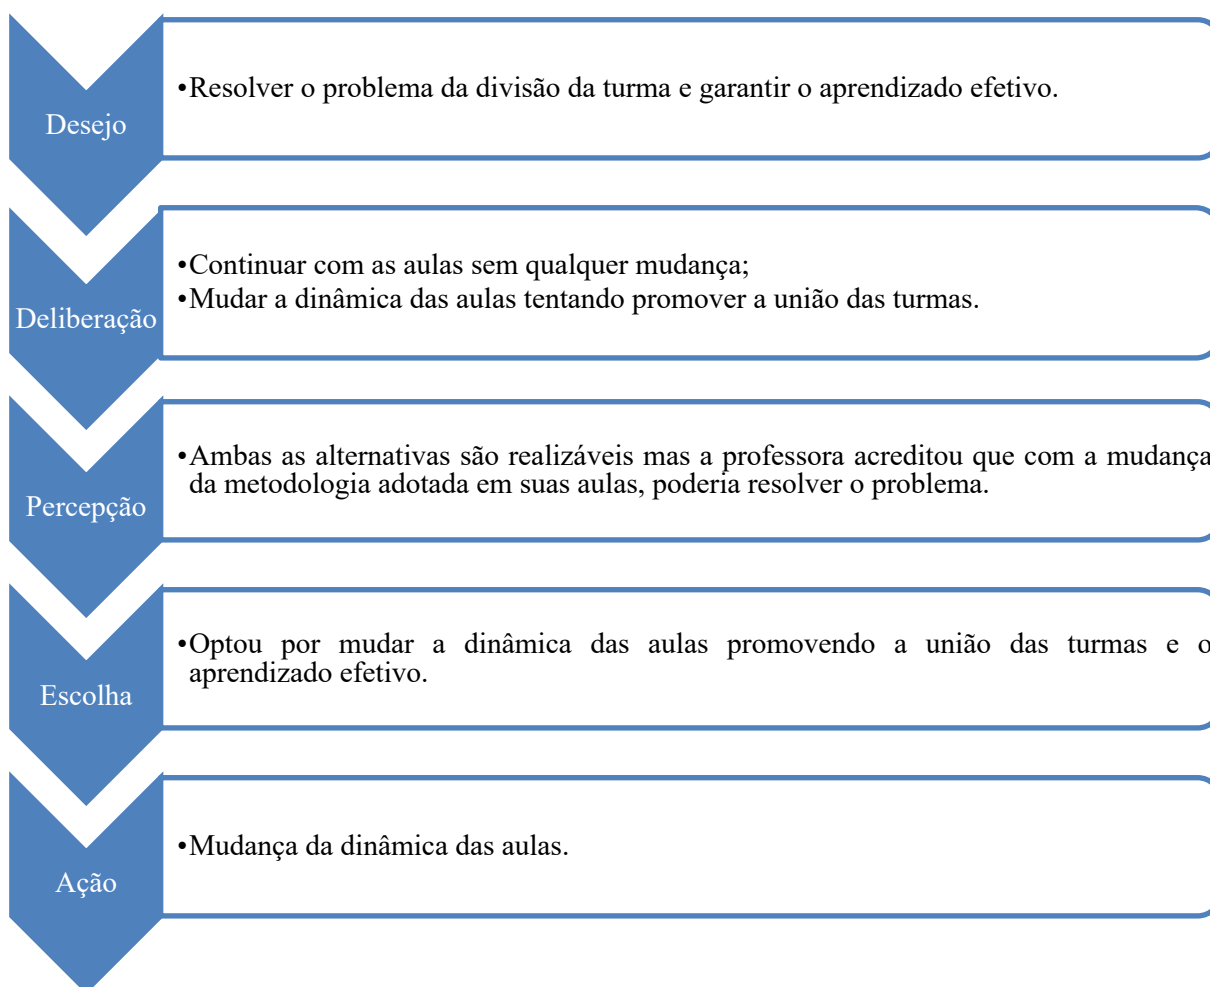 Desejo
•Resolver o problema da divisão da turma e garantir o aprendizado efetivo.
Deliberação
•Continuar com as aulas sem qualquer mudança;
•Mudar a dinâmica das aulas tentando promover a união das turmas.
Percepção
•Ambas as alternativas são realizáveis mas a professora acreditou que com a mudança
da metodologia adotada em suas aulas, poderia resolver o problema.
Escolha
•Optou por mudar a dinâmica das aulas promovendo a união das turmas e o
aprendizado efetivo.
Ação
•Mudança da dinâmica das aulas.